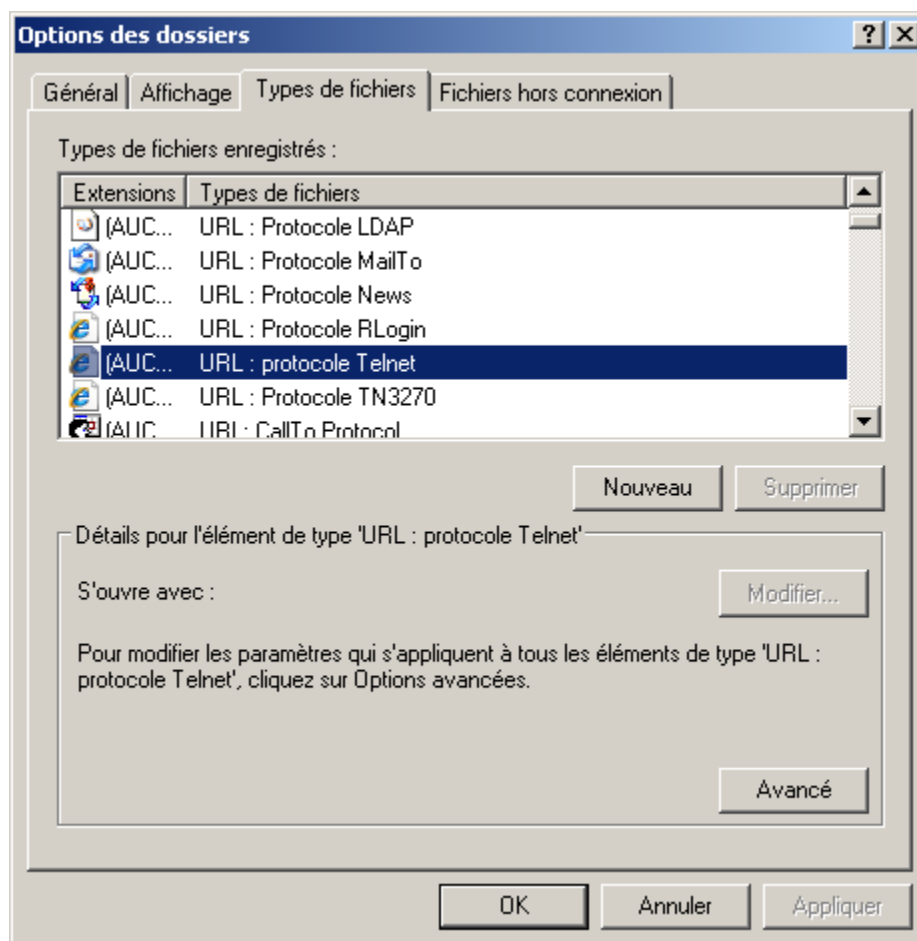 Options des dossiers
Général Affichage Types de fichiers Fichiers hors connexion
Types de fichiers enregistrés :
Extensions Types de fichiers
(AUC... URL : Protocole LDAP
(AUC... URL : Protocole MailTo
(AUC... URL : Protocole News
(AUC... URL : Protocole RLogin
(AUC... URL : protocole Telnet
(AUC... URL : Protocole TN3270
(AUC URL: CallTo Protocol
Nouveau Supprimer
Détails pour l'élément de type 'URL : protocole Telnet'
S'ouvre avec : Modifier...
Pour modifier les paramètres qui s'appliquent à tous les éléments de type 'URL :
protocole Telnet', cliquez sur Options avancées.
Avancé
OK Annuler Appliquer